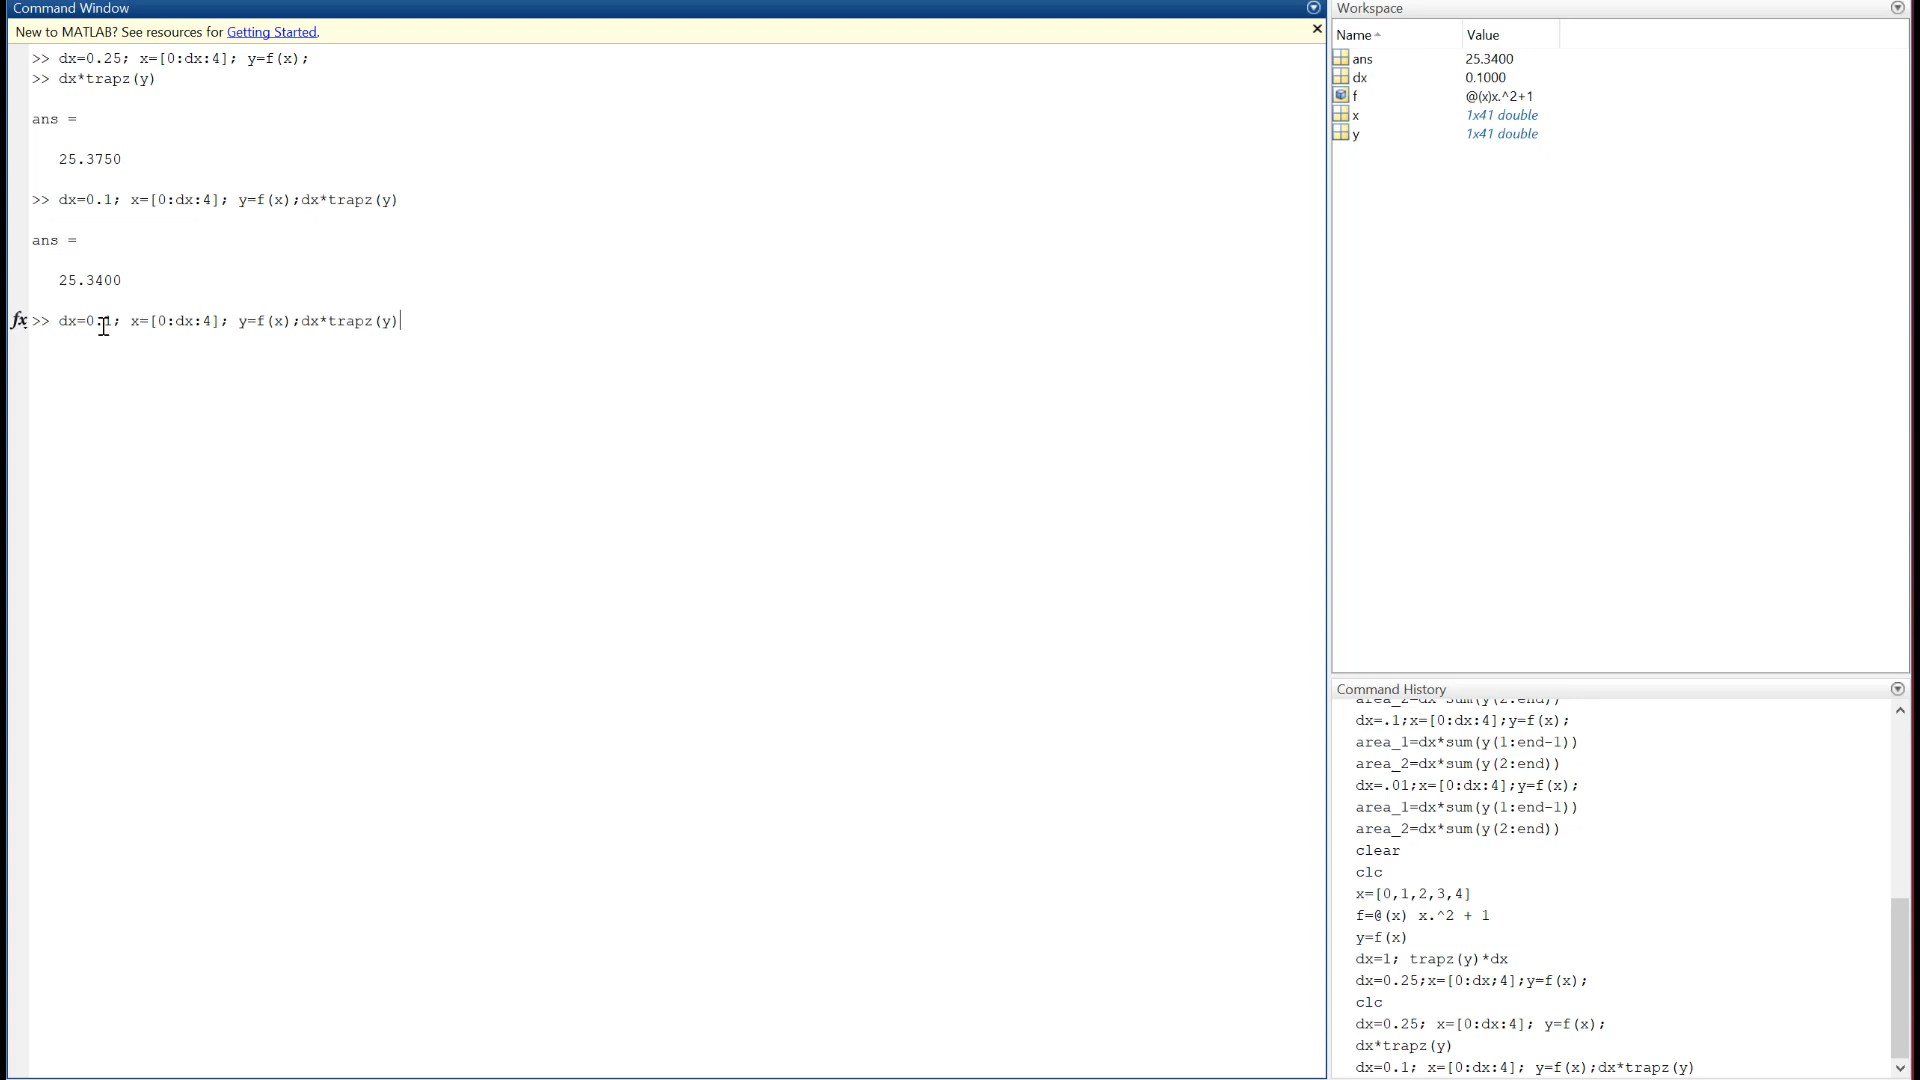 Command Window
New to MATLAB? See resources for Getting Started.
>> dx=0.25; x=[0:dx:4]; y=f(x);
>> dx*trapz(y)
ans =
25.3750
>> dx=0.1; x=[0:dx:4]; y=f(x);dx*trapz(y)
ans =
25.3400
fx >> dx=0.1; x=[0:dx:4]; y=f(x);dx*trapz(y)
Workspace
Name Value
ans 25.3400
dx 0.1000
f @(x)x.^2+1
x 1x41 double
y 1x41 double
Command History
area_2=dx*sum(y(2:end))
dx=.1;x=[0:dx:4];y=f(x);
area_1=dx*sum(y(1:end-1))
area_2=dx*sum(y(2:end))
dx=.01;x=[0:dx:4];y=f(x);
area_1=dx*sum(y(1:end-1))
area_2=dx*sum(y(2:end))
clear
clc
x=[0,1,2,3,4]
f=@(x) x.^2 + 1
y=f(x)
dx=1; trapz(y)*dx
dx=0.25;x=[0:dx;4];y=f(x);
clc
dx=0.25; x=[0:dx:4]; y=f(x);
dx*trapz(y)
dx=0.1; x=[0:dx:4]; y=f(x);dx*trapz(y)